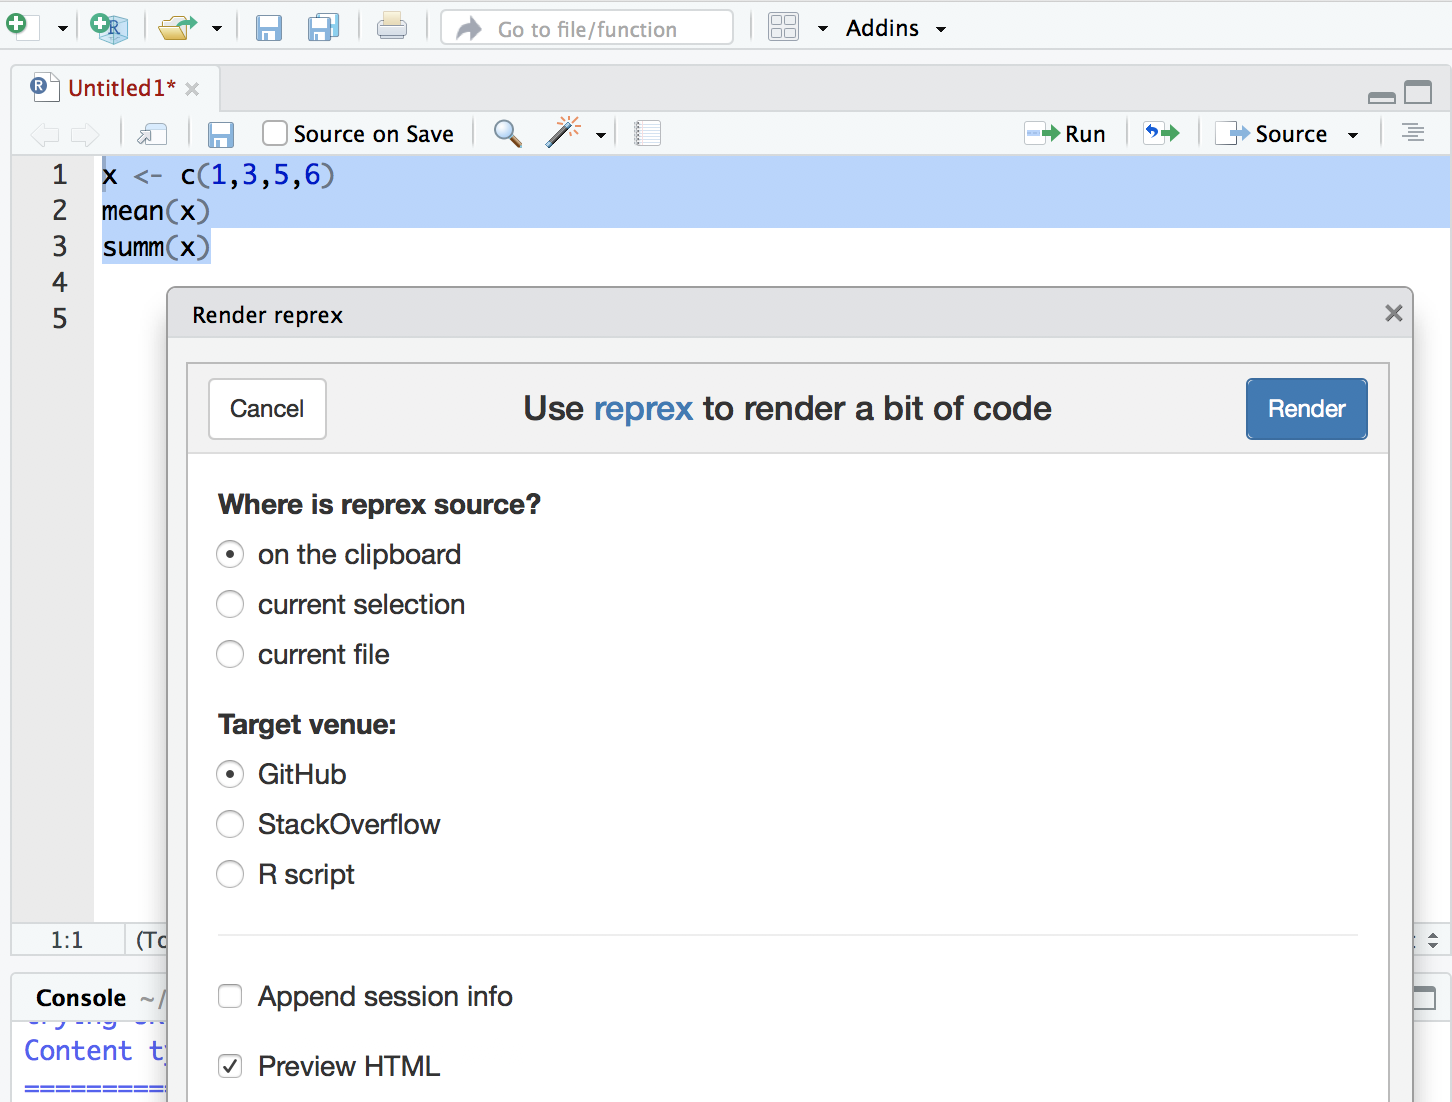 Go to file/function
Addins
Untitled1*
Source on Save
Run
Source
1 x <- c(1,3,5,6)
2 mean(x)
3 summ(x)
4
5
Render reprex
Cancel
Use reprex to render a bit of code
Render
Where is reprex source?
on the clipboard
current selection
current file
Target venue:
GitHub
StackOverflow
R script
1:1
Append session info
Console ~/
Preview HTML
Content
==========